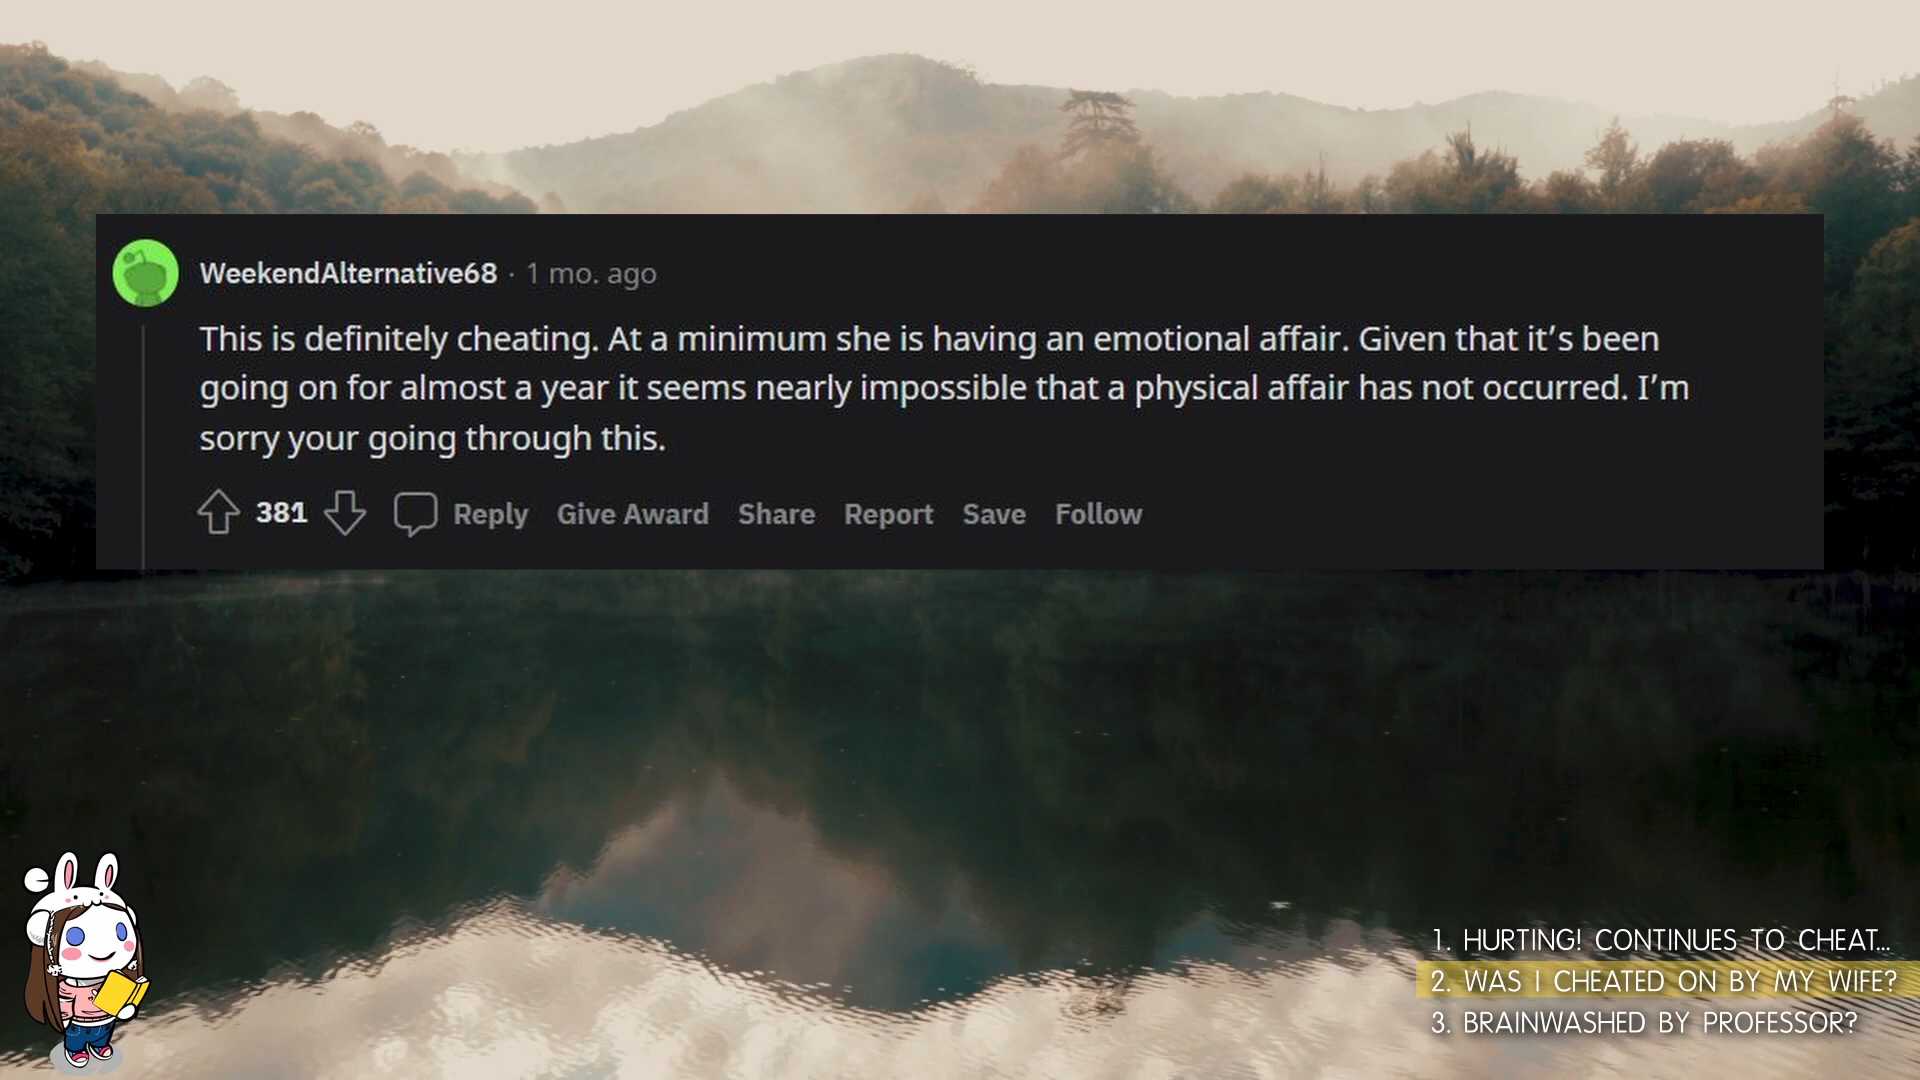 WeekendAlternative68 · 1 mo. ago
This is definitely cheating. At a minimum she is having an emotional affair. Given that it’s been
going on for almost a year it seems nearly impossible that a physical affair has not occurred. I’m
sorry your going through this.
381 Reply Give Award Share Report Save Follow
1. HURTING! CONTINUES TO CHEAT...
2. WAS I CHEATED ON BY MY WIFE?
3. BRAINWASHED BY PROFESSOR?